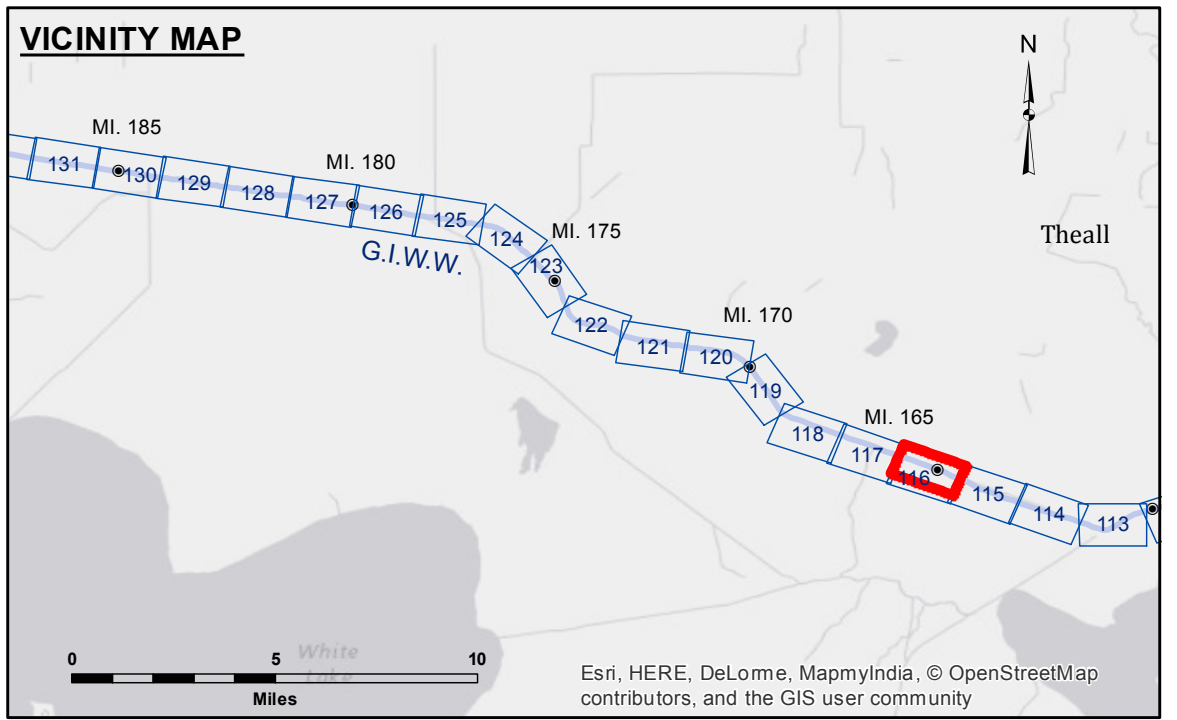 VICINITY MAP
N
MI. 185
MI. 180
131
130
129
128
127
126
125
124
MI. 175
Theall
G.I.W.W.
123
122
MI. 170
121
120
119
MI. 165
118
117
116
115
114
113
White
Lake
0
5
10
Miles
Esri, HERE, DeLorme, MapmyIndia, © OpenStreetMap
contributors, and the GIS user community